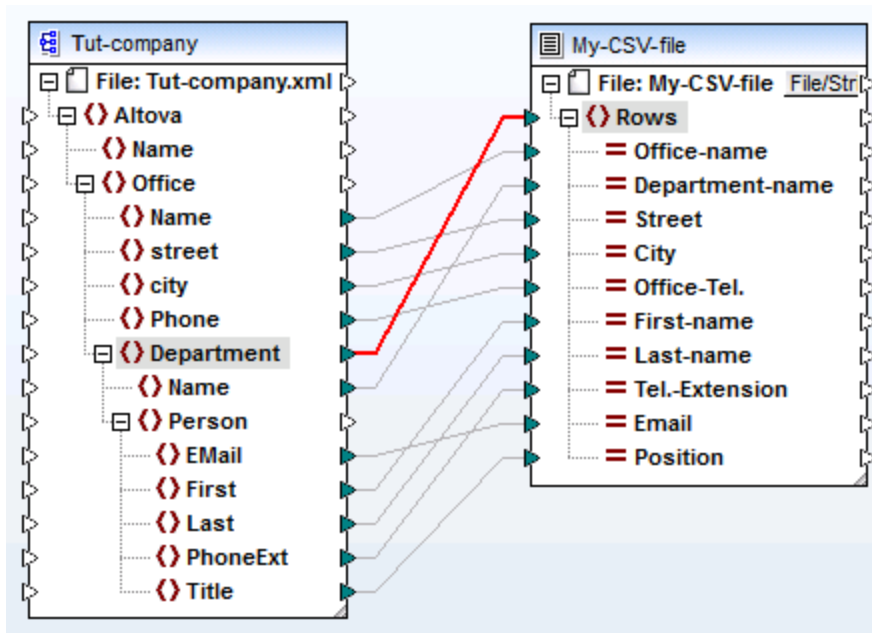 Tut-company
File: Tut-company.xml
Altova
Name
Office
Name
street
city
Phone
Department
Name
Person
EMail
First
Last
PhoneExt
Title
My-CSV-file
File: My-CSV-file File/Str
Rows
Office-name
Department-name
Street
City
Office-Tel.
First-name
Last-name
Tel.-Extension
Email
Position